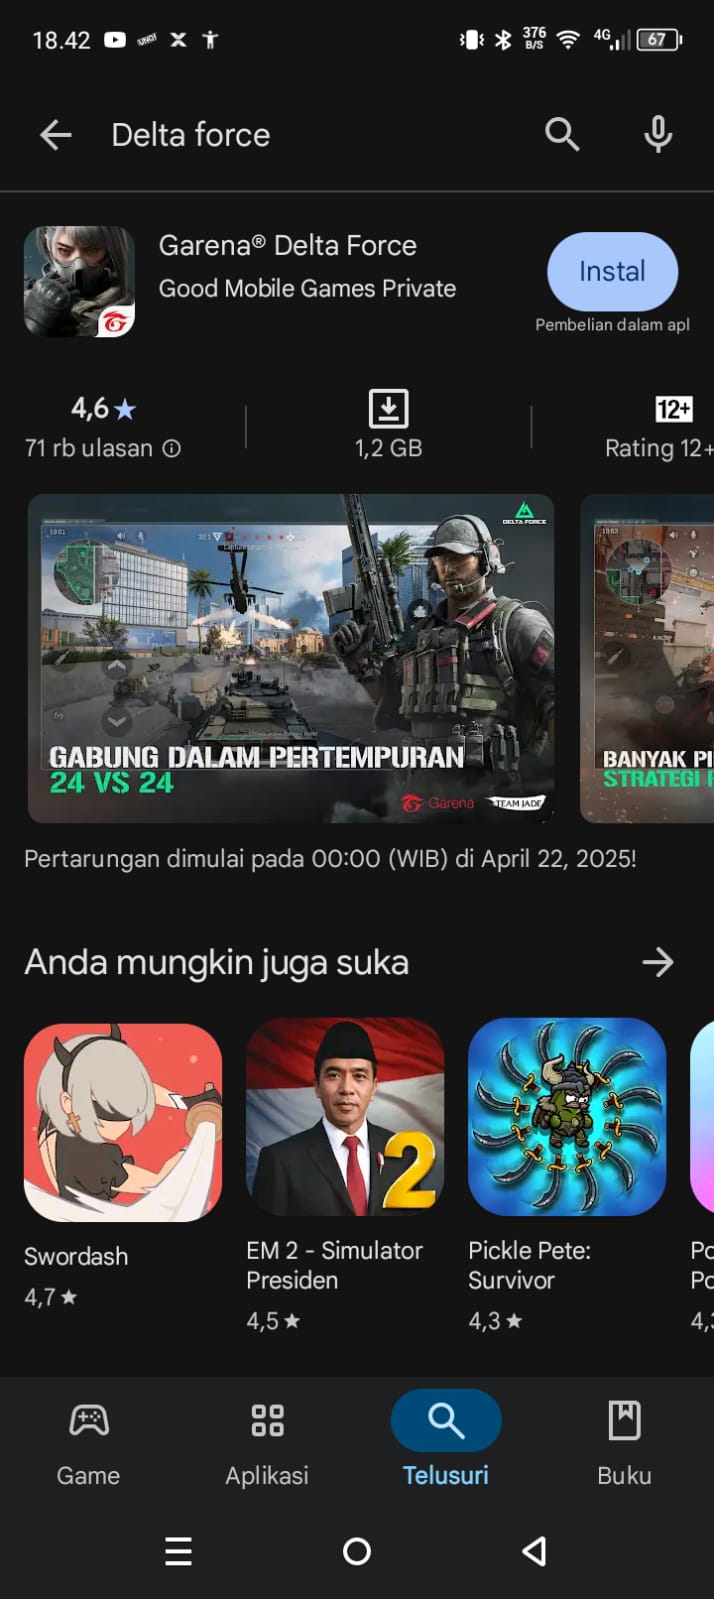 18.42
376
B/S
4G
67
Delta force
Garena® Delta Force
Good Mobile Games Private
Instal
Pembelian dalam apl
4,6★
71 rb ulasan
1,2 GB
12+
Rating 12+
DELTA FORCE
321
GABUNG DALAM PERTEMPURAN
24 VS 24
Garena
TEAM JADE
BANYAK PI
STRATEGI
Pertarungan dimulai pada 00:00 (WIB) di April 22, 2025!
Anda mungkin juga suka
2
Swordash
4,7★
EM 2 - Simulator
Presiden
4,5★
Pickle Pete:
Survivor
4,3★
Po
Po
4,3
Game
Aplikasi
Telusuri
Buku